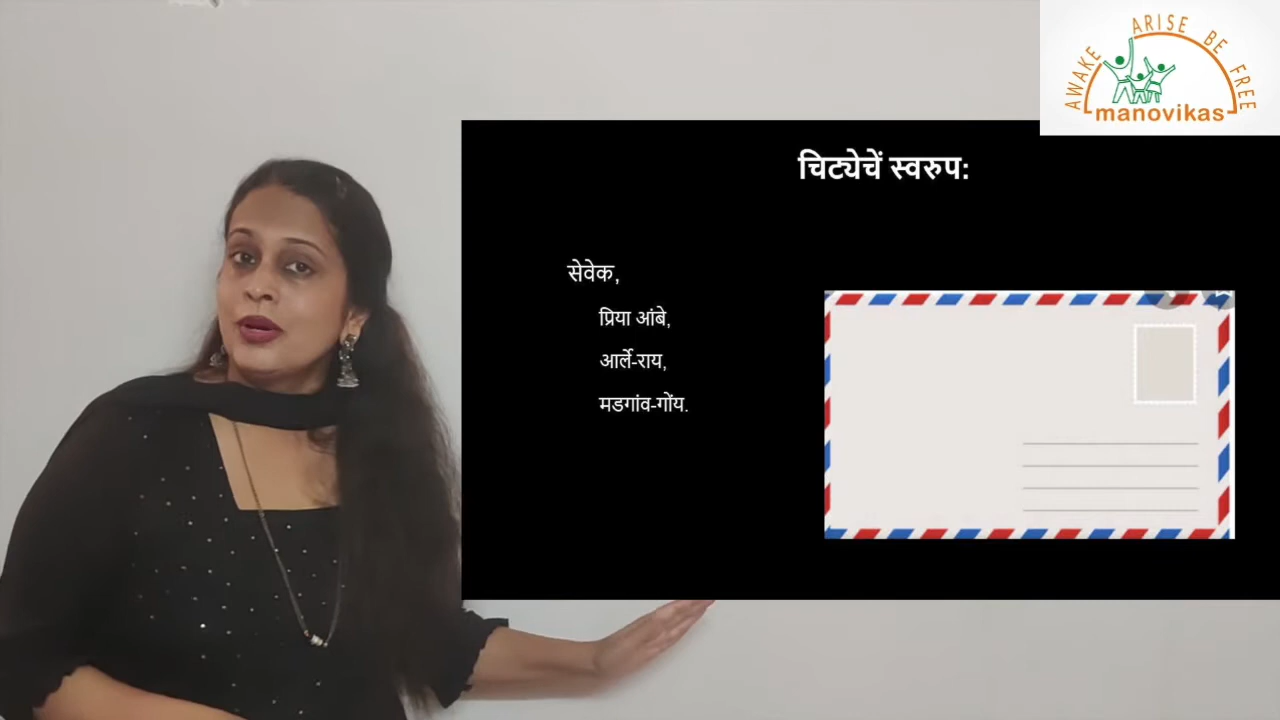 AWAKE ARISE BE FREE
manovikas
चिट्येचें स्वरुप:
सेवेक,
प्रिया आंबे,
आर्ले-राय,
मडगांव-गोंय.